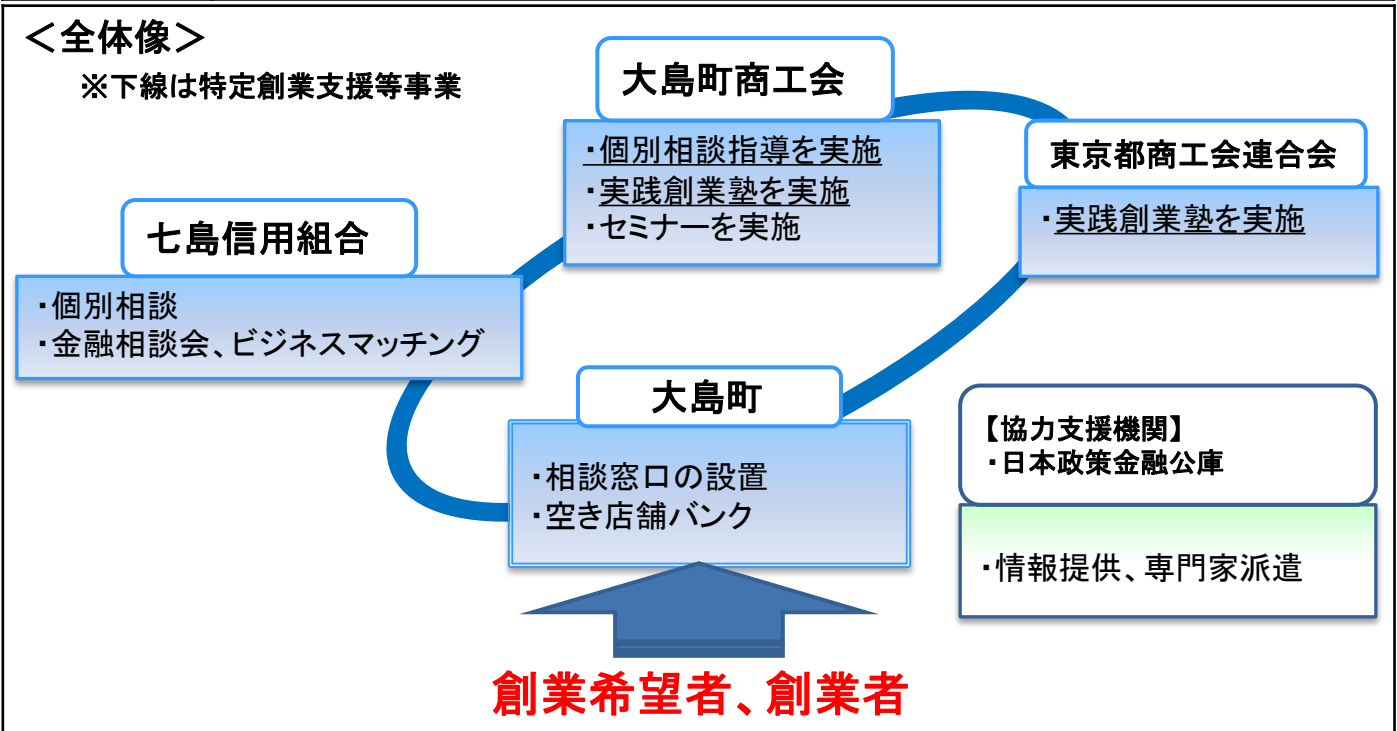 ＜全体像＞
※下線は特定創業支援等事業
大島町商工会
・個別相談指導を実施
・実践創業塾を実施
・セミナーを実施
東京都商工会連合会
・実践創業塾を実施
七島信用組合
・個別相談
・金融相談会、ビジネスマッチング
大島町
・相談窓口の設置
・空き店舗バンク
【協力支援機関】
・日本政策金融公庫
・情報提供、専門家派遣
創業希望者、創業者